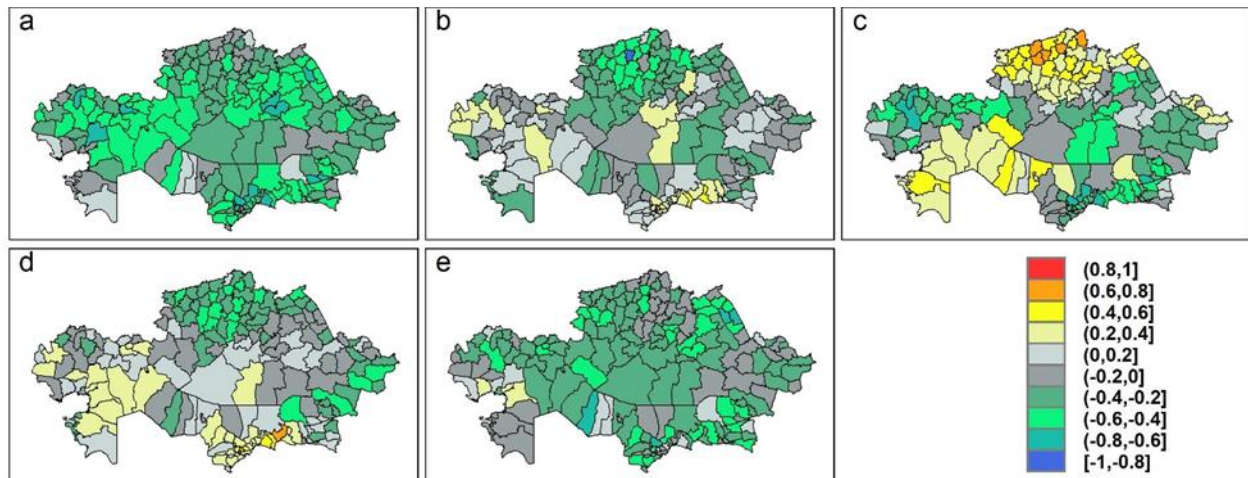 a
b
c
d
e
(0.8,1]
(0.6,0.8]
(0.4,0.6]
(0.2,0.4]
(0,0.2]
(-0.2,0]
(-0.4,-0.2]
(-0.6,-0.4]
(-0.8,-0.6]
[-1,-0.8]